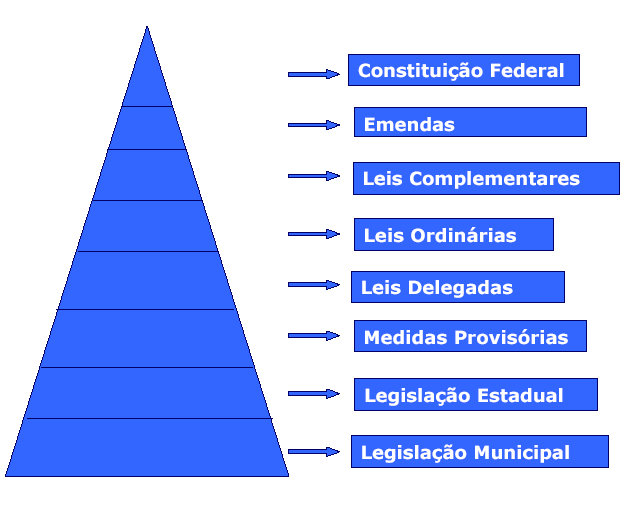 Constituição Federal
Emendas
Leis Complementares
Leis Ordinárias
Leis Delegadas
Medidas Provisórias
Legislação Estadual
Legislação Municipal